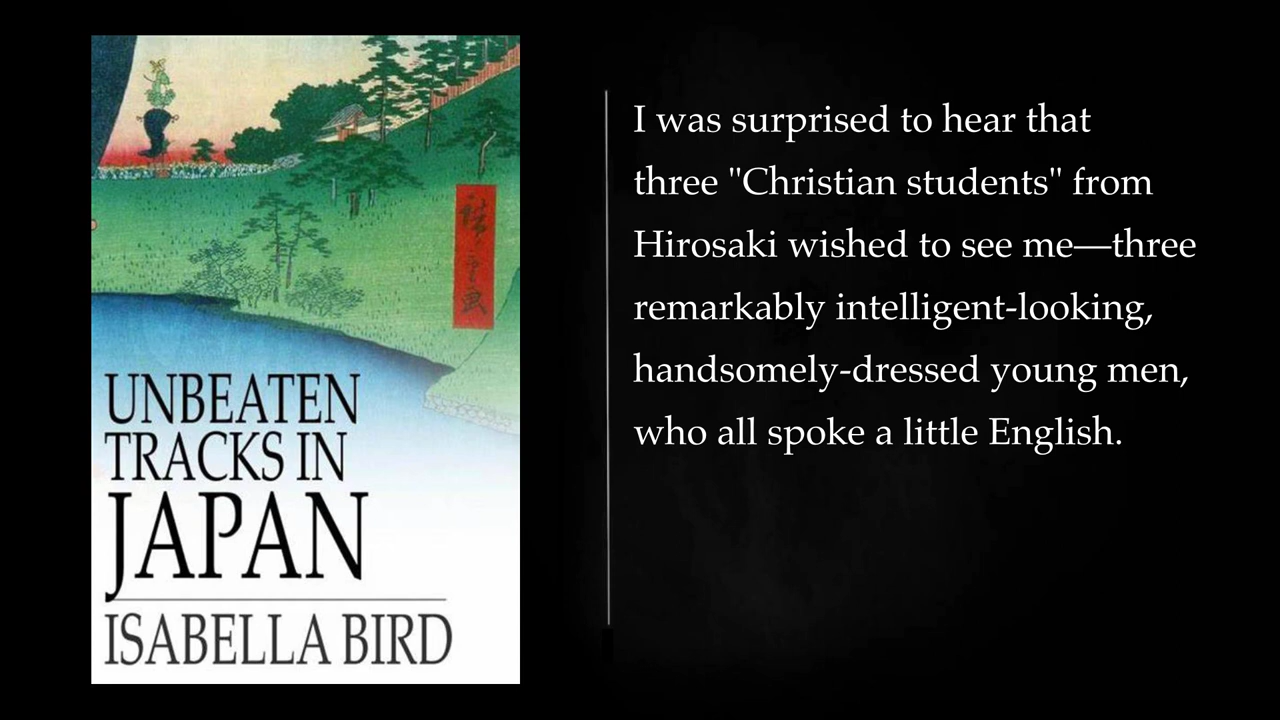 UNBEATEN
TRACKS IN
JAPAN
ISABELLA BIRD
I was surprised to hear that
three "Christian students" from
Hirosaki wished to see me—three
remarkably intelligent-looking,
handsomely-dressed young men,
who all spoke a little English.